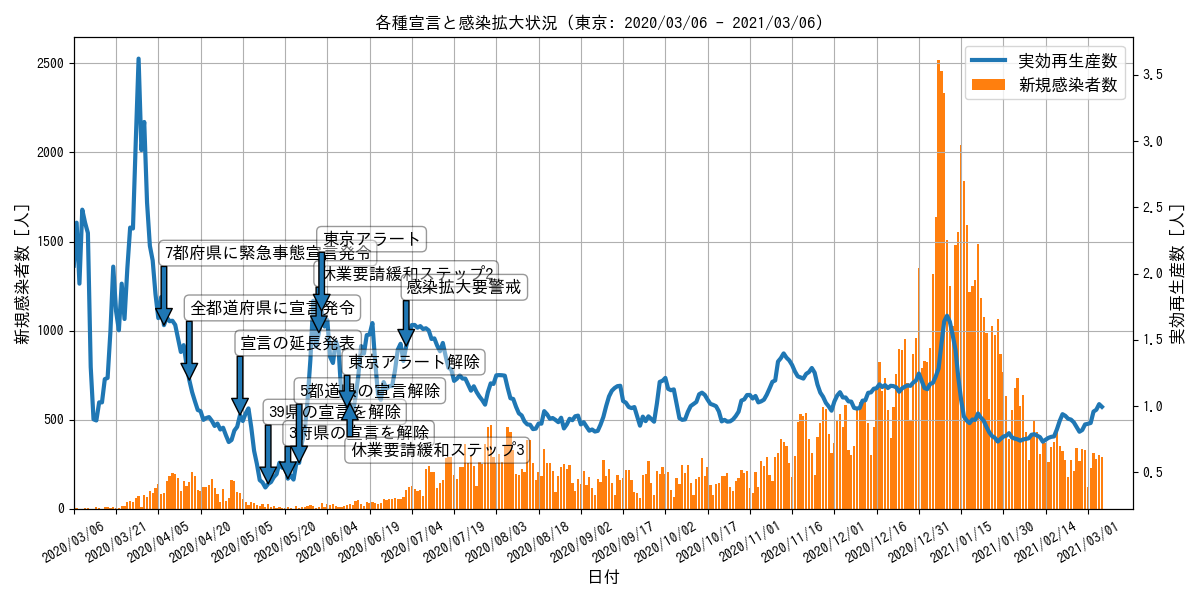 各種宣言と感染拡大状況 (東京: 2020/03/06 - 2021/03/06)
実効再生産数
新規感染者数
新規感染者数 [人]
2500
2000
1500
1000
500
0
3.5
3.0
2.5
2.0
1.5
1.0
0.5
実効再生産数 [人]
東京アラート
7都府県に緊急事態宣言発令
休業要請緩和ステップ2
感染拡大要警戒
全都道府県に宣言発令
宣言の延長発表
東京アラート解除
5都道県の宣言解除
39県の宣言を解除
3府県の宣言を解除
休業要請緩和ステップ3
2020/03/06
2020/03/21
2020/04/05
2020/04/20
2020/05/05
2020/05/20
2020/06/04
2020/06/19
2020/07/04
2020/07/19
2020/08/03
2020/08/18
2020/09/02
2020/09/17
2020/10/02
2020/10/17
2020/11/01
2020/11/16
2020/12/01
2020/12/16
2020/12/31
2021/01/15
2021/01/30
2021/02/14
2021/03/01
日付